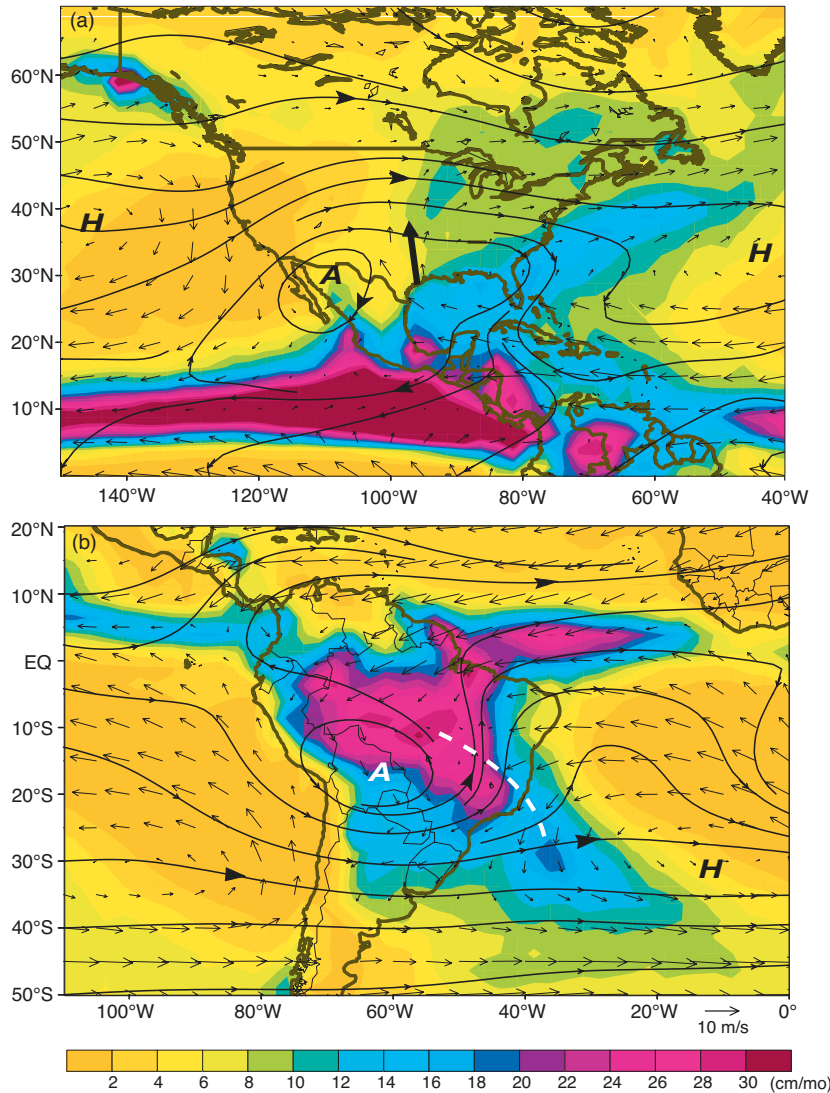 (a)
60°N
50°N
40°N
30°N
20°N
10°N
H
A
H
140°W 120°W 100°W 80°W 60°W 40°W
(b)
20°N
10°N
EQ
10°S
20°S
30°S
40°S
50°S
A
H
100°W 80°W 60°W 40°W 20°W 0°
10 m/s
2 4 6 8 10 12 14 16 18 20 22 24 26 28 30 (cm/mo)